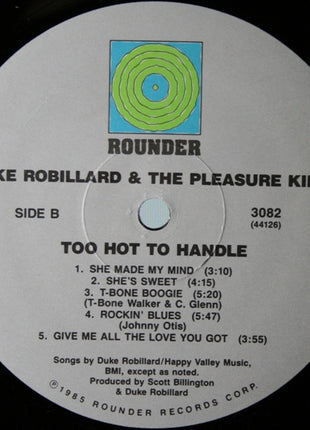 ROUNDER
KE ROBILLARD & THE PLEASURE KI
SIDE B
3082
(44126)
TOO HOT TO HANDLE
1. SHE MADE MY MIND (3:10)
2. SHE'S SWEET (4:15)
3. T-BONE BOOGIE (5:20)
(T-Bone Walker & C. Glenn)
4. ROCKIN' BLUES (5:47)
(Johnny Otis)
5. GIVE ME ALL THE LOVE YOU GOT (3:55)
Songs by Duke Robillard/Happy Valley Music,
BMI, except as noted.
Produced by Scott Billington
& Duke Robillard
℗1985 ROUNDER RECORDS CORP.